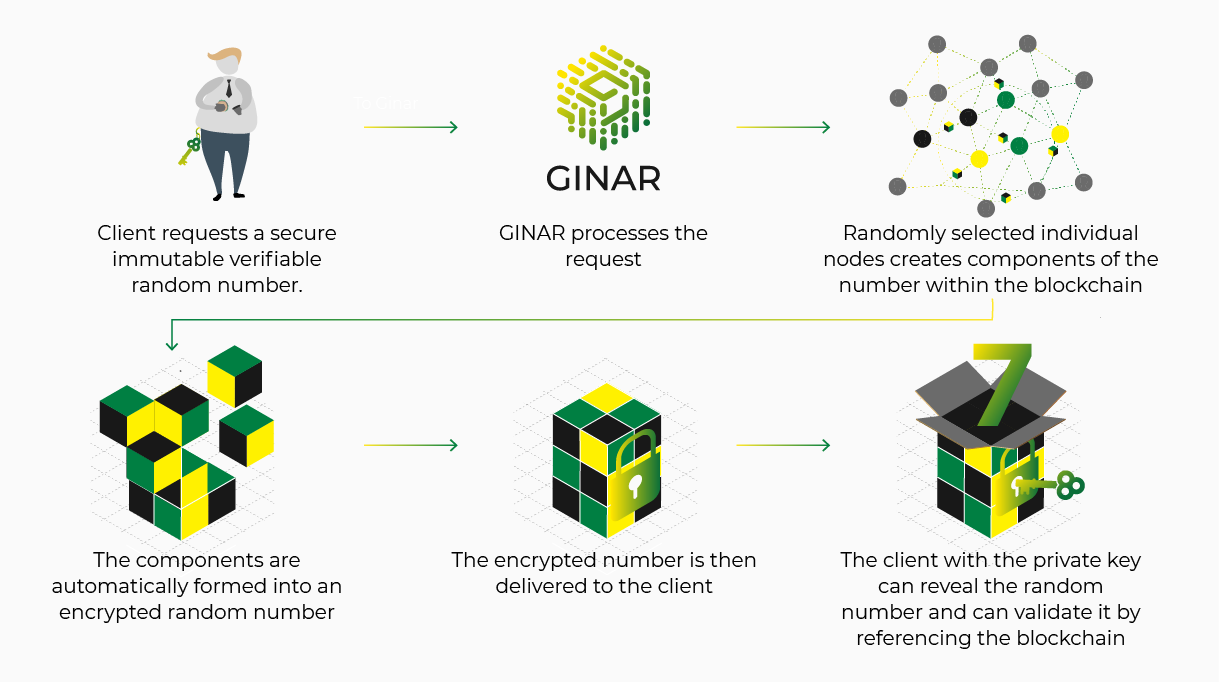 Client requests a secure
immutable verifiable
random number.
GINAR
GINAR processes the
request
Randomly selected individual
nodes creates components of the
number within the blockchain
The components are
automatically formed into an
encrypted random number
The encrypted number is then
delivered to the client
7
The client with the private key
can reveal the random
number and can validate it by
referencing the blockchain